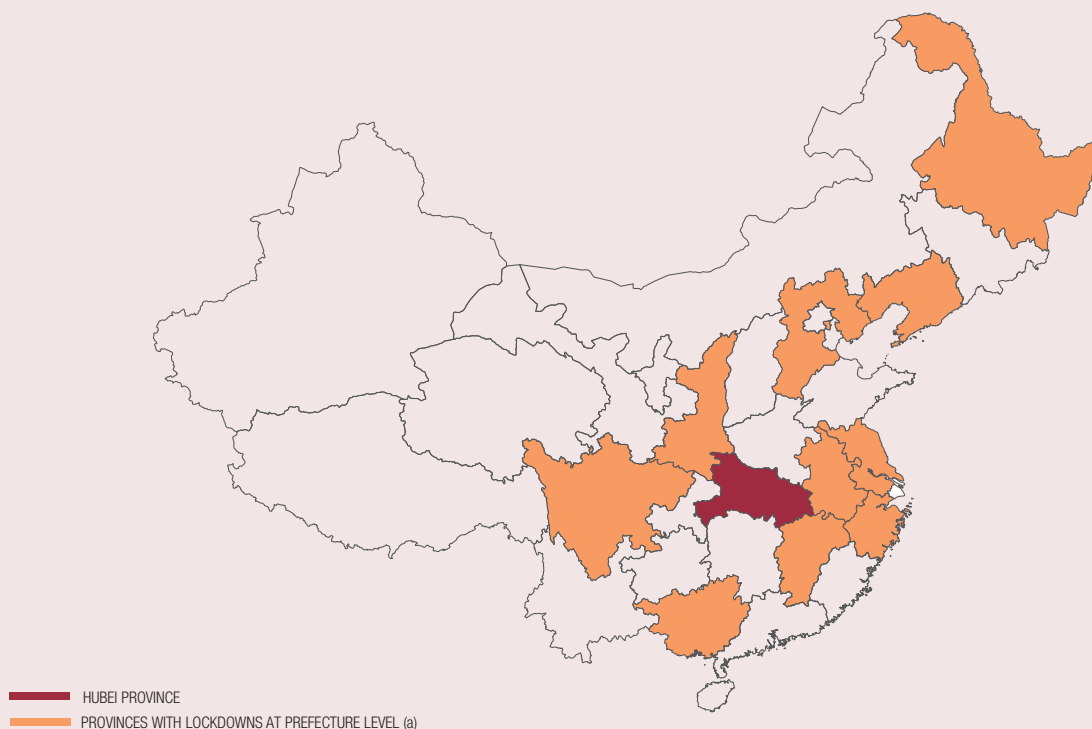 HUBEI PROVINCE
PROVINCES WITH LOCKDOWNS AT PREFECTURE LEVEL (a)